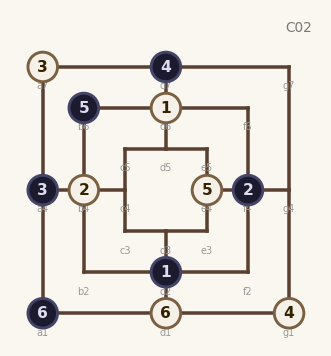 C02
3 4
a7 d7 g7
5 1
b6 d6 f6
c5 d5 e5
3 2 5 2
a4 b4 c4 e4 f4 g4
c3 d3 e3
1
b2 d2 f2
6 6 4
a1 d1 g1